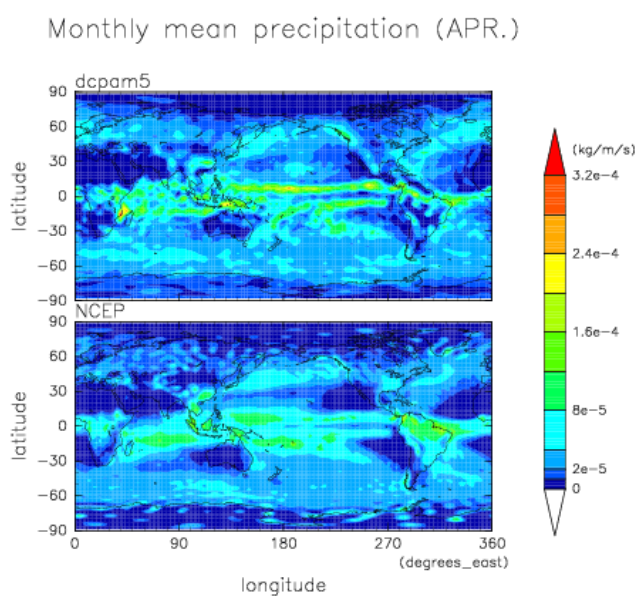 Monthly mean precipitation (APR.)
dcpam5
90
60
30
0
−30
−60
−90
latitude
NCEP
90
60
30
0
−30
−60
−90
latitude
0 90 180 270 360
(degrees_east)
longitude
(kg/m/s)
3.2e−4
2.4e−4
1.6e−4
8e−5
2e−5
0